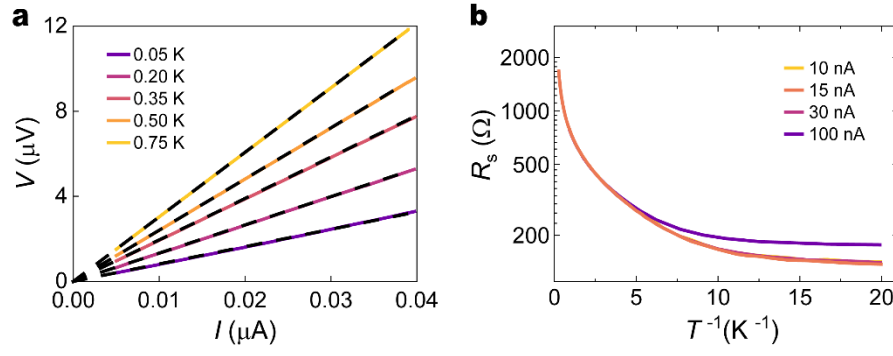 a
12
8
4
0
V (μV)
0.05 K
0.20 K
0.35 K
0.50 K
0.75 K
0.00 0.01 0.02 0.03 0.04
I (μA)
b
2000
1000
500
200
Rs (Ω)
10 nA
15 nA
30 nA
100 nA
0 5 10 15 20
T⁻¹(K⁻¹)